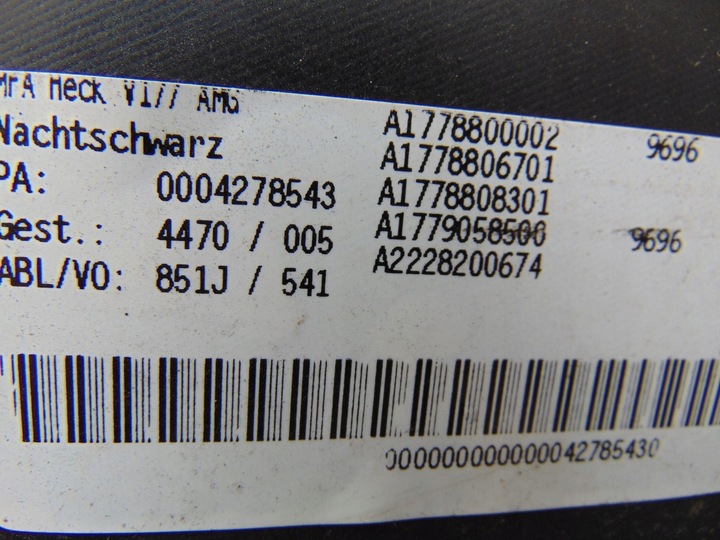 MrA Heck V177 AMG
Nachtschwarz
PA: 0004278543
Gest.: 4470 / 005
ABL/VO: 851J / 541
A1778800002 9696
A1778806701
A1778808301
A1779058500 9696
A2228200674
000000000000042785430